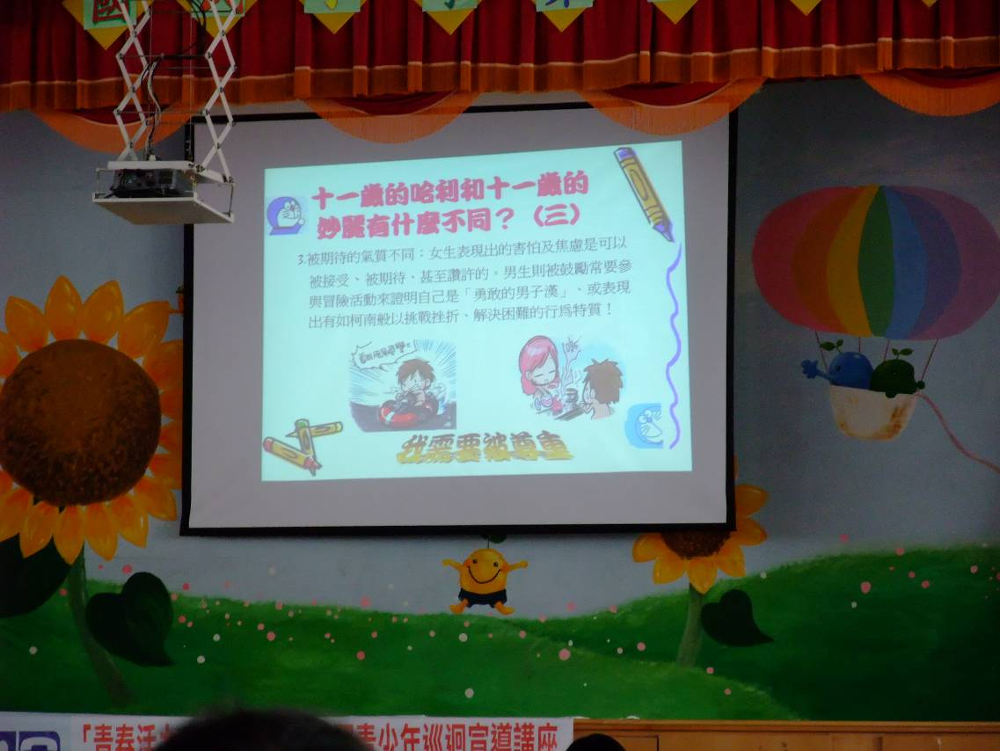 國
十一歲的哈利和十一歲的
妙麗有什麼不同？（三）
3.被期待的氣質不同：女生表現出的害怕及焦慮是可以
被接受、被期待、甚至讚許的。男生則被鼓勵常要參
與冒險活動來證明自己是「勇敢的男子漢」、或表現
出有如柯南般以挑戰挫折、解決困難的行為特質！
我需要被尊重
「青春活
青少年巡迴宣導講座